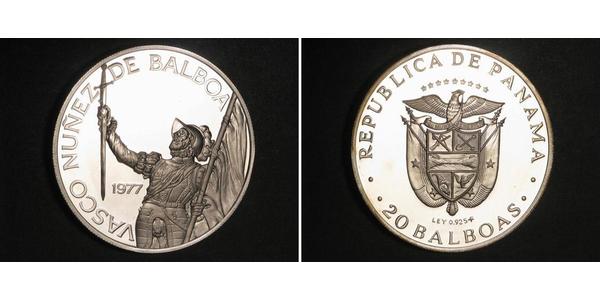 VASCO NUÑEZ DE BALBOA
1977
REPUBLICA DE PANAMA
LEY 0.925
20 BALBOAS